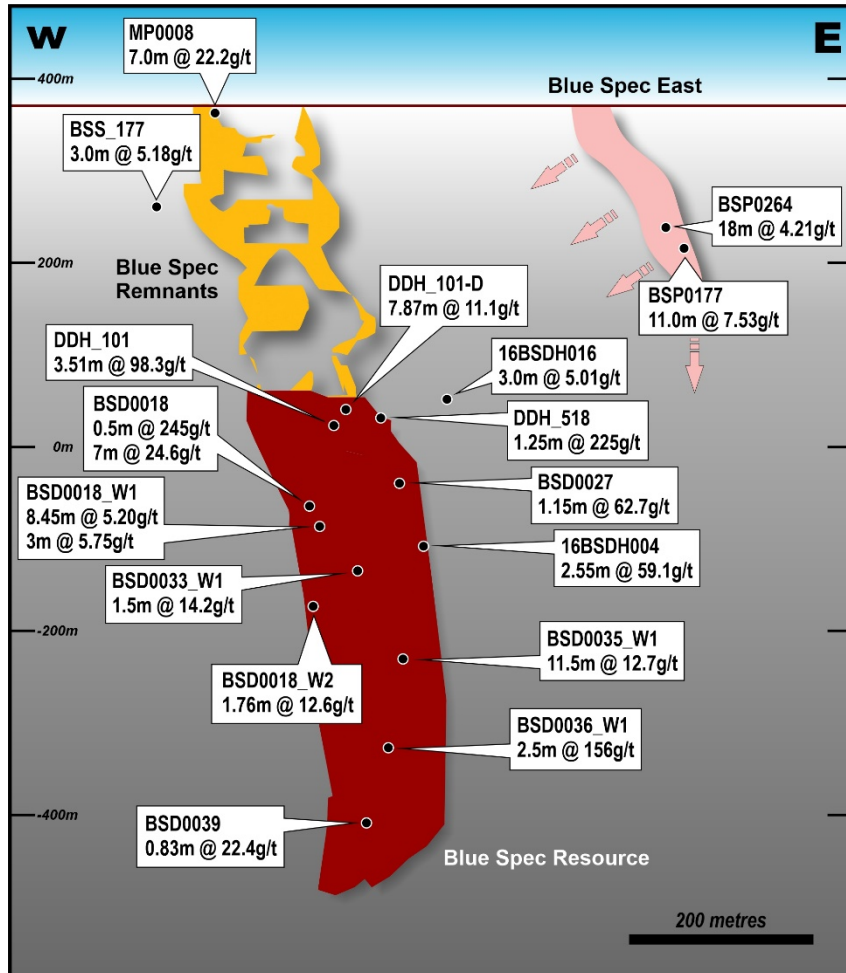 W
E
MP0008
7.0m @ 22.2g/t
400m
Blue Spec East
BSS_177
3.0m @ 5.18g/t
BSP0264
18m @ 4.21g/t
200m
Blue Spec
Remnants
DDH_101-D
7.87m @ 11.1g/t
BSP0177
11.0m @ 7.53g/t
DDH_101
3.51m @ 98.3g/t
16BSDH016
3.0m @ 5.01g/t
BSD0018
0.5m @ 245g/t
7m @ 24.6g/t
DDH_518
1.25m @ 225g/t
0m
BSD0018_W1
8.45m @ 5.20g/t
3m @ 5.75g/t
BSD0027
1.15m @ 62.7g/t
16BSDH004
2.55m @ 59.1g/t
BSD0033_W1
1.5m @ 14.2g/t
-200m
BSD0035_W1
11.5m @ 12.7g/t
BSD0018_W2
1.76m @ 12.6g/t
BSD0036_W1
2.5m @ 156g/t
-400m
BSD0039
0.83m @ 22.4g/t
Blue Spec Resource
200 metres